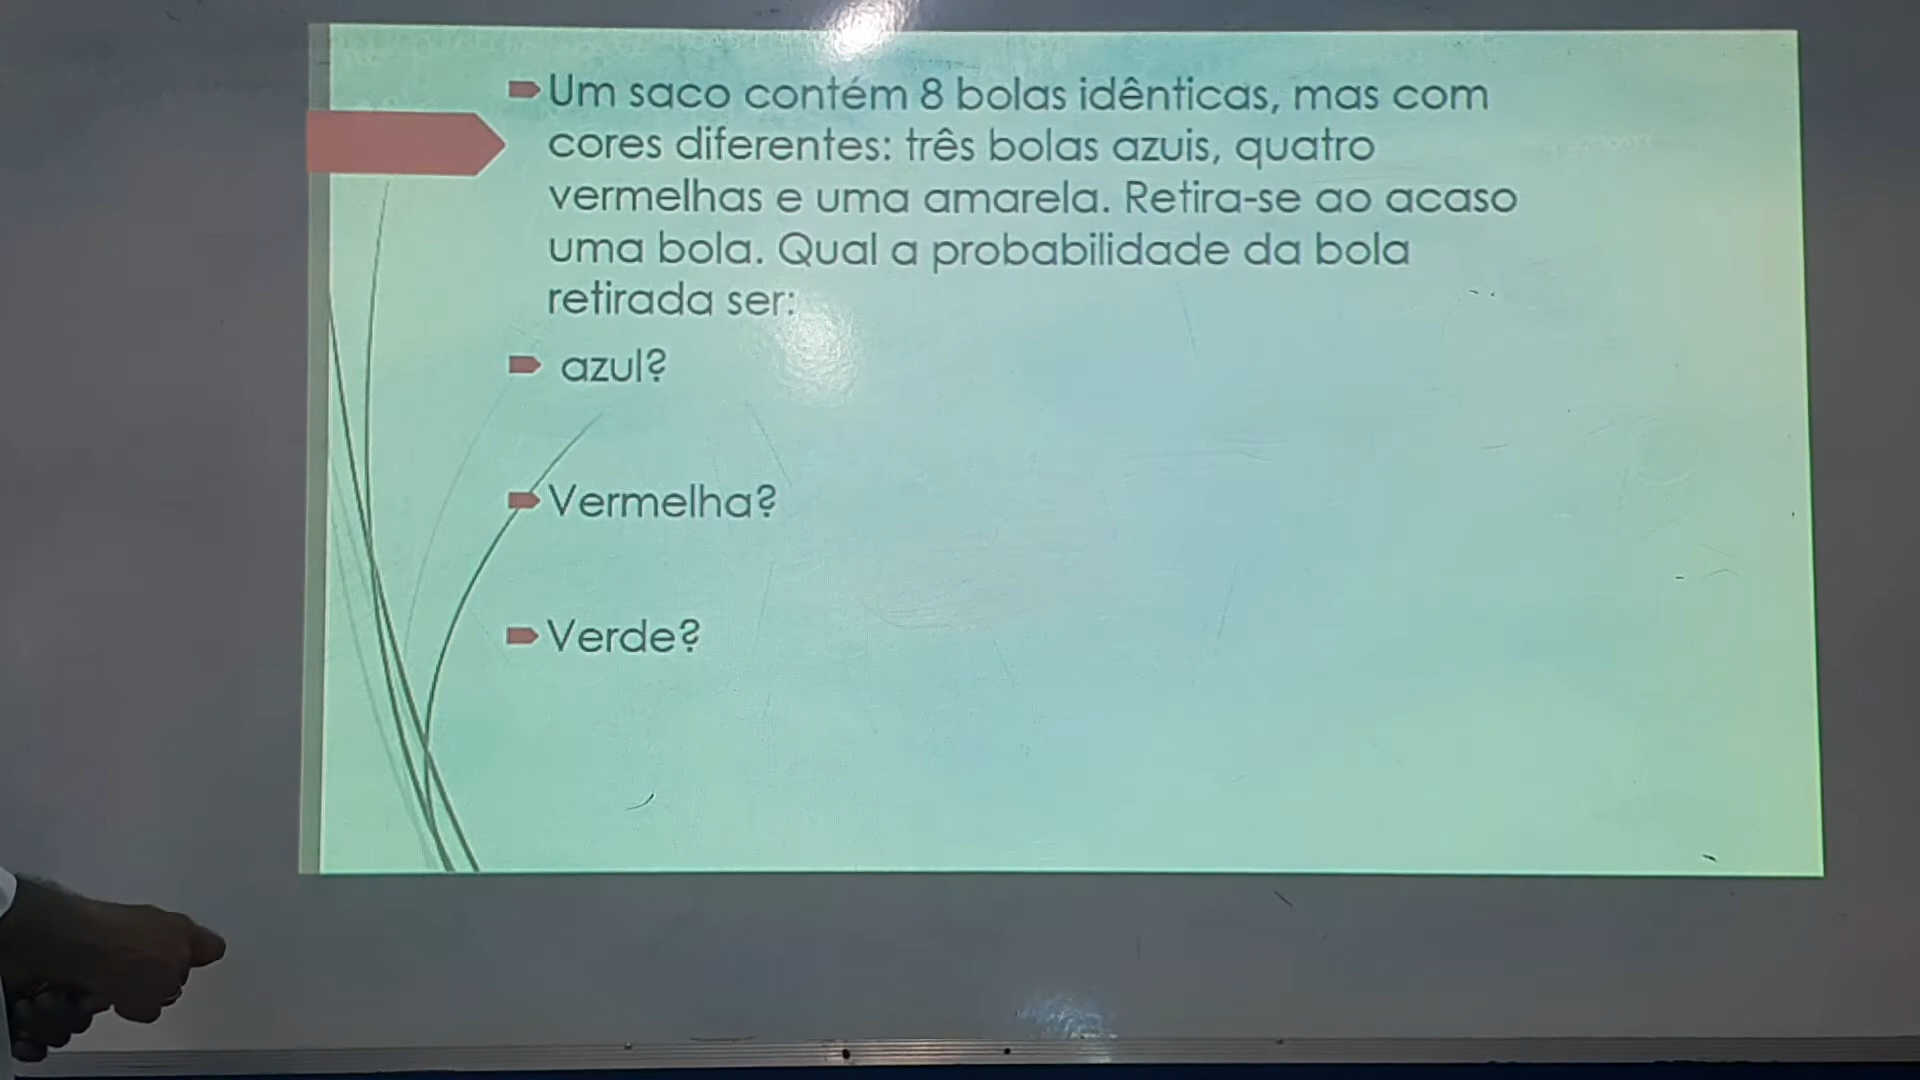 Um saco contém 8 bolas idênticas, mas com
cores diferentes: três bolas azuis, quatro
vermelhas e uma amarela. Retira-se ao acaso
uma bola. Qual a probabilidade da bola
retirada ser:
azul?
Vermelha?
Verde?